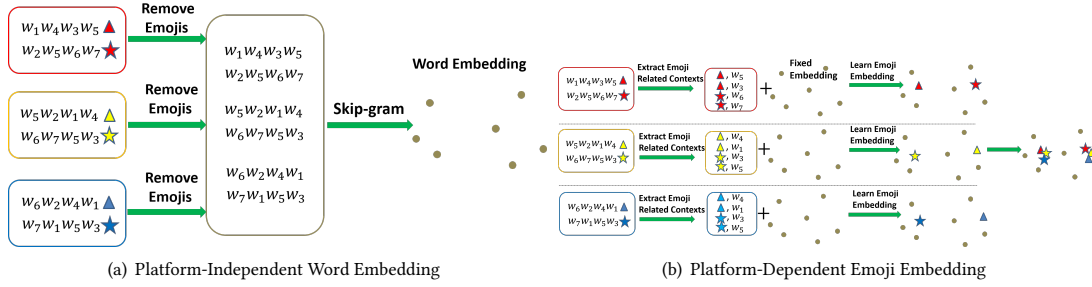 w₁w₄w₃w₅
w₂w₅w₆w₇
Remove
Emojis
w₅w₂w₁w₄
w₆w₇w₅w₃
Remove
Emojis
w₆w₂w₄w₁
w₇w₁w₅w₃
Remove
Emojis
w₁w₄w₃w₅
w₂w₅w₆w₇
w₅w₂w₁w₄
w₆w₇w₅w₃
w₆w₂w₄w₁
w₇w₁w₅w₃
Skip-gram
Word Embedding
(a) Platform-Independent Word Embedding
w₁w₄w₃w₅
w₂w₅w₆w₇
Extract Emoji
Related Contexts
, w₅
, w₃
, w₆
, w₇
+
Fixed
Embedding
Learn Emoji
Embedding
w₅w₂w₁w₄
w₆w₇w₅w₃
Extract Emoji
Related Contexts
, w₄
, w₁
, w₃
, w₅
+
Learn Emoji
Embedding
w₆w₂w₄w₁
w₇w₁w₅w₃
Extract Emoji
Related Contexts
, w₄
, w₁
, w₃
, w₅
+
Learn Emoji
Embedding
(b) Platform-Dependent Emoji Embedding